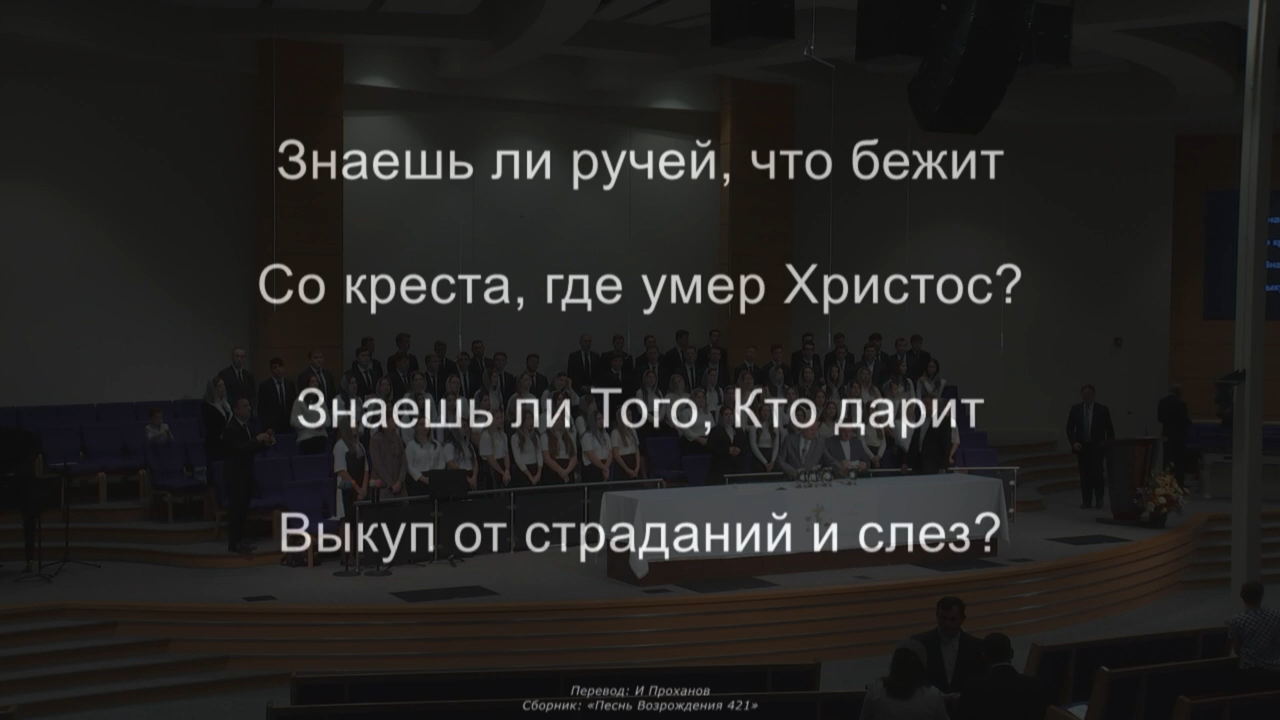 Знаешь ли ручей, что бежит
Со креста, где умер Христос?
Знаешь ли Того, Кто дарит
Выкуп от страданий и слез?
Перевод: И Проханов
Сборник: «Песнь Возрождения 421»